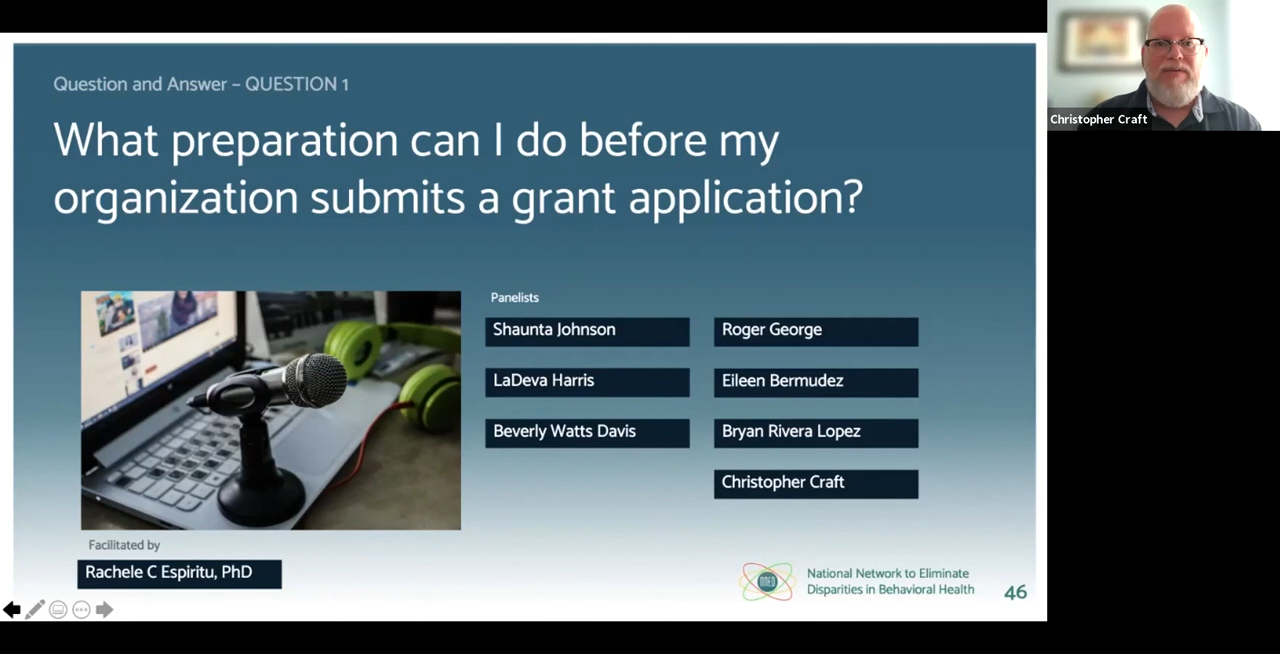 Question and Answer – QUESTION 1
What preparation can I do before my
organization submits a grant application?
Panelists
Shaunta Johnson
Roger George
LaDeva Harris
Eileen Bermudez
Beverly Watts Davis
Bryan Rivera Lopez
Christopher Craft
Facilitated by
Rachele C Espiritu, PhD
NNED
National Network to Eliminate
Disparities in Behavioral Health
46
Christopher Craft